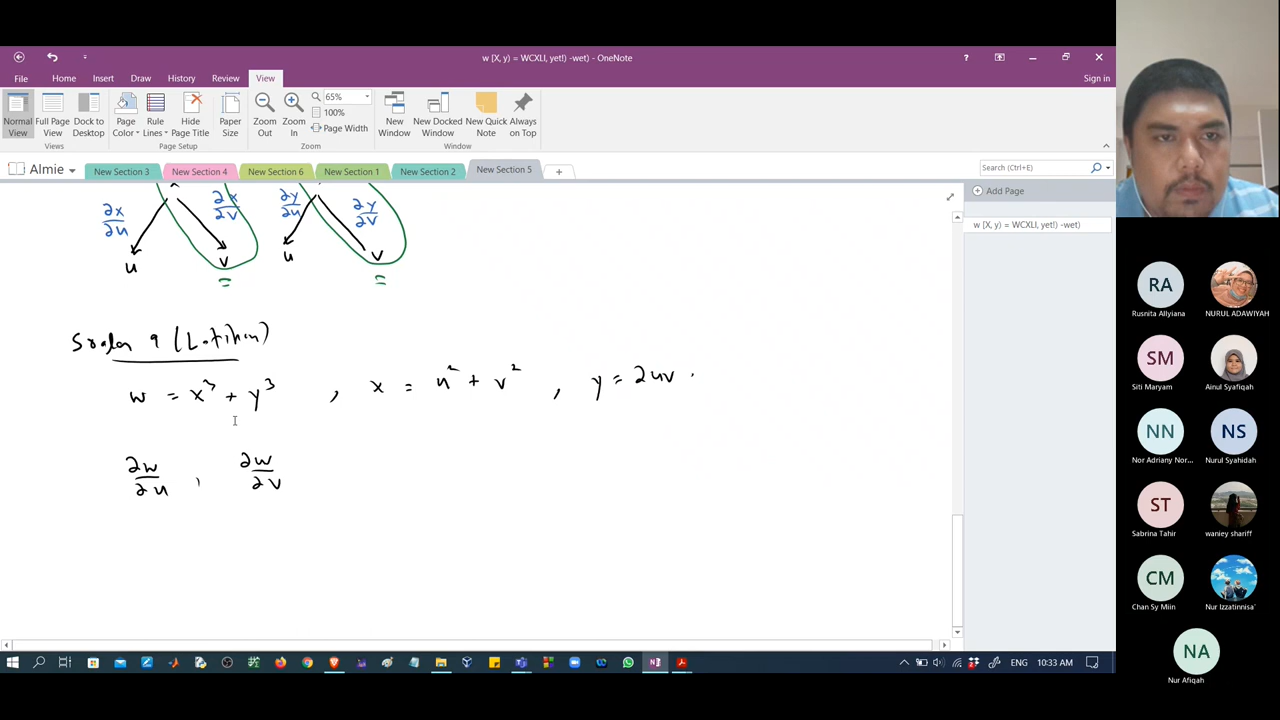 w [X, y) = WCXLI, yet!) -wet) - OneNote
File Home Insert Draw History Review View Sign in
Normal View Full Page View Dock to Desktop Page Color Rule Lines Hide Page Title Paper Size Zoom Out Zoom In 65% 100% Page Width New Window New Docked Window New Quick Note Always on Top
Views Page Setup Zoom Window
Almie New Section 3 New Section 4 New Section 6 New Section 1 New Section 2 New Section 5 Search (Ctrl+E)
Add Page
w [X, y) = WCXLI, yet!) -wet)
∂x/∂u ∂x/∂v ∂y/∂u ∂y/∂v
u v u v
= =
Soalan 9 (Latihan)
w = x³ + y³ , x = u² + v² , y = 2uv .
∂w/∂u , ∂w/∂v
RA
Rusnita Allyiana NURUL ADAWIYAH
SM
Siti Maryam Ainul Syafiqah
NN NS
Nor Adriany Nor... Nurul Syahidah
ST
Sabrina Tahir waniey shariff
CM
Chan Sy Miin Nur Izzatinnisa'
NA
Nur Afiqah
ENG 10:33 AM